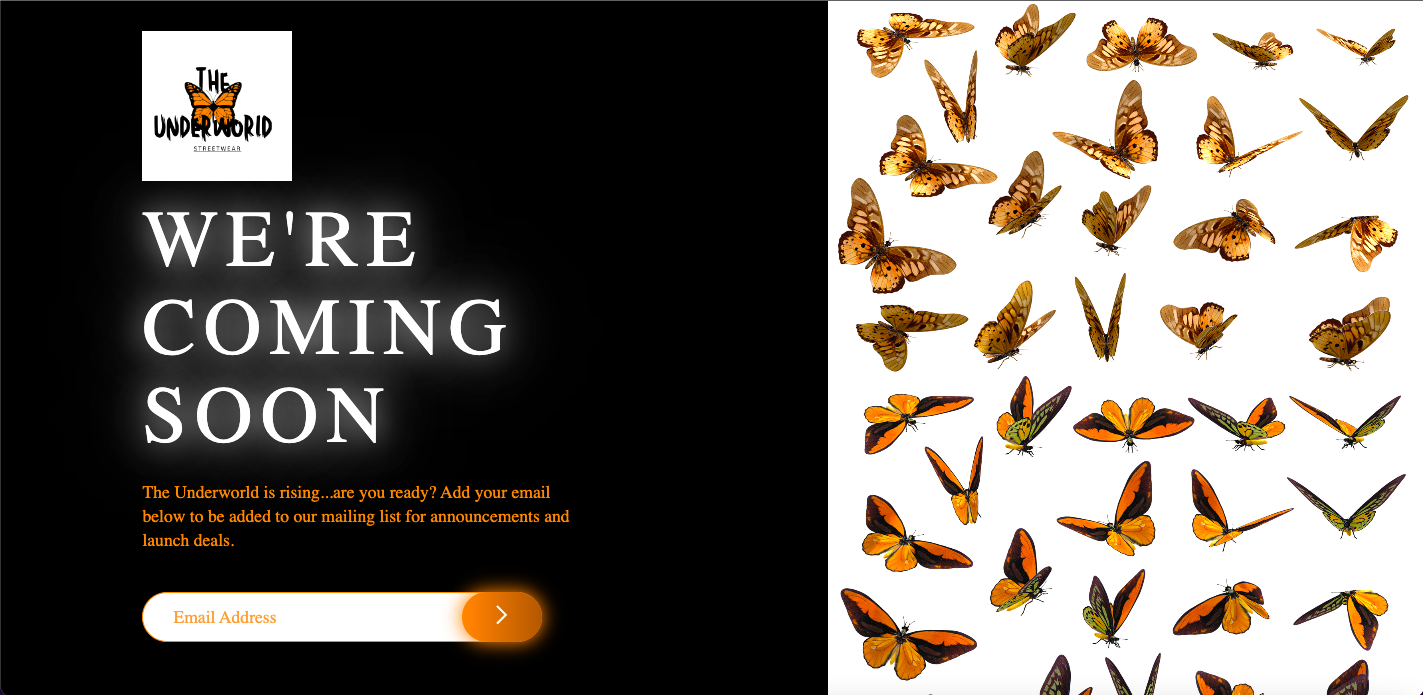 THE
UNDERWORLD
STREETWEAR
WE'RE
COMING
SOON
The Underworld is rising...are you ready? Add your email
below to be added to our mailing list for announcements and
launch deals.
Email Address